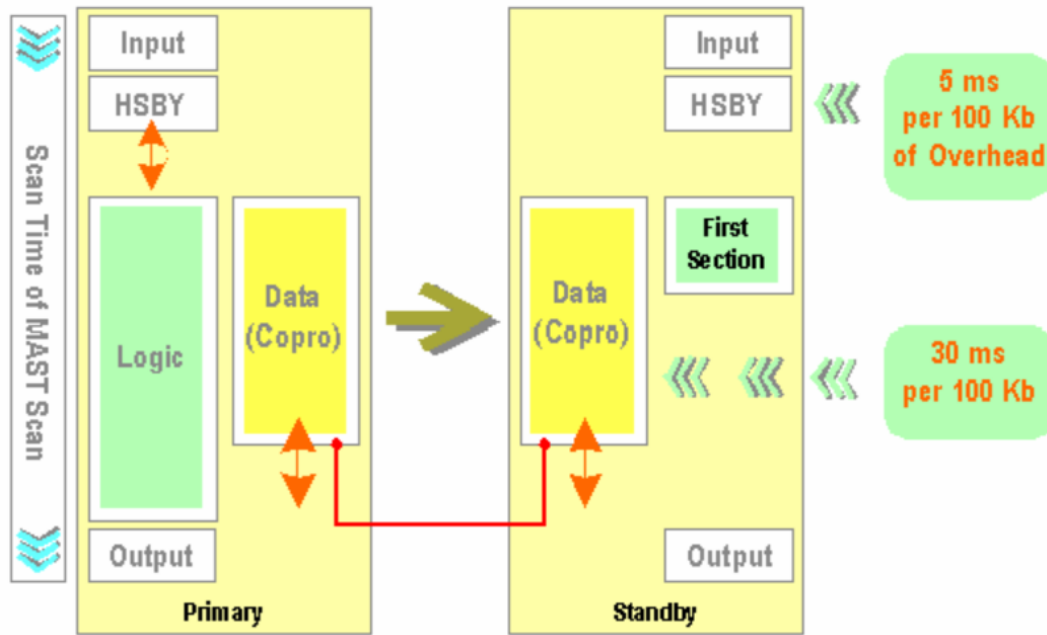 Scan Time of MAST Scan
Input
HSBY
Logic
Data
(Copro)
Output
Primary
Input
HSBY
Data
(Copro)
First
Section
Output
Standby
5 ms
per 100 Kb
of Overhead
30 ms
per 100 Kb